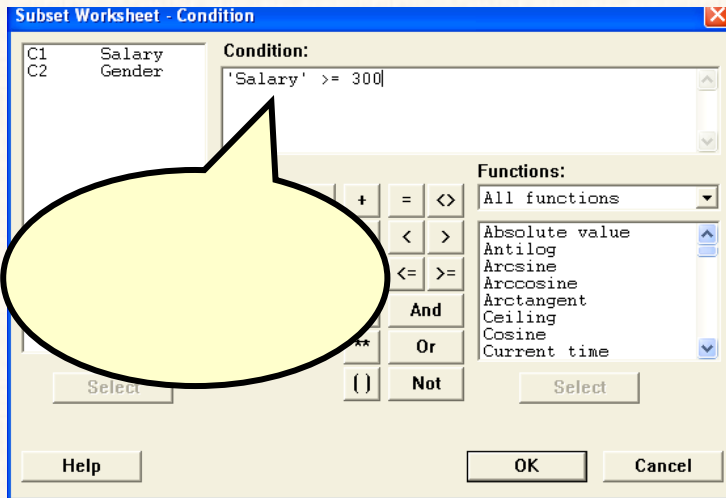 Subset Worksheet - Condition
C1 Salary
C2 Gender
Condition:
'Salary' >= 300
Functions:
All functions
+ = <>
< >
<= >=
And
** Or
( ) Not
Absolute value
Antilog
Arcsine
Arccosine
Arctangent
Ceiling
Cosine
Current time
Select
Select
Help
OK
Cancel